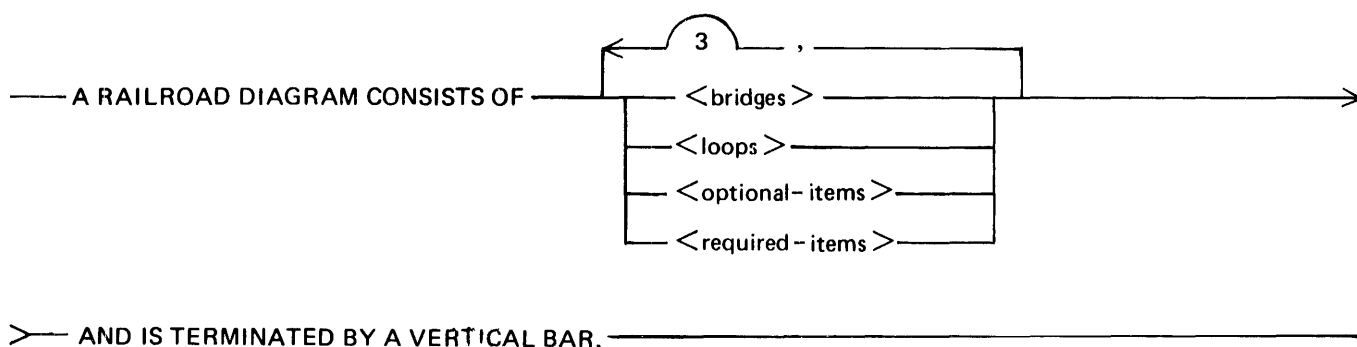 3 ,
A RAILROAD DIAGRAM CONSISTS OF <bridges>
<loops>
<optional-items>
<required-items>
AND IS TERMINATED BY A VERTICAL BAR.